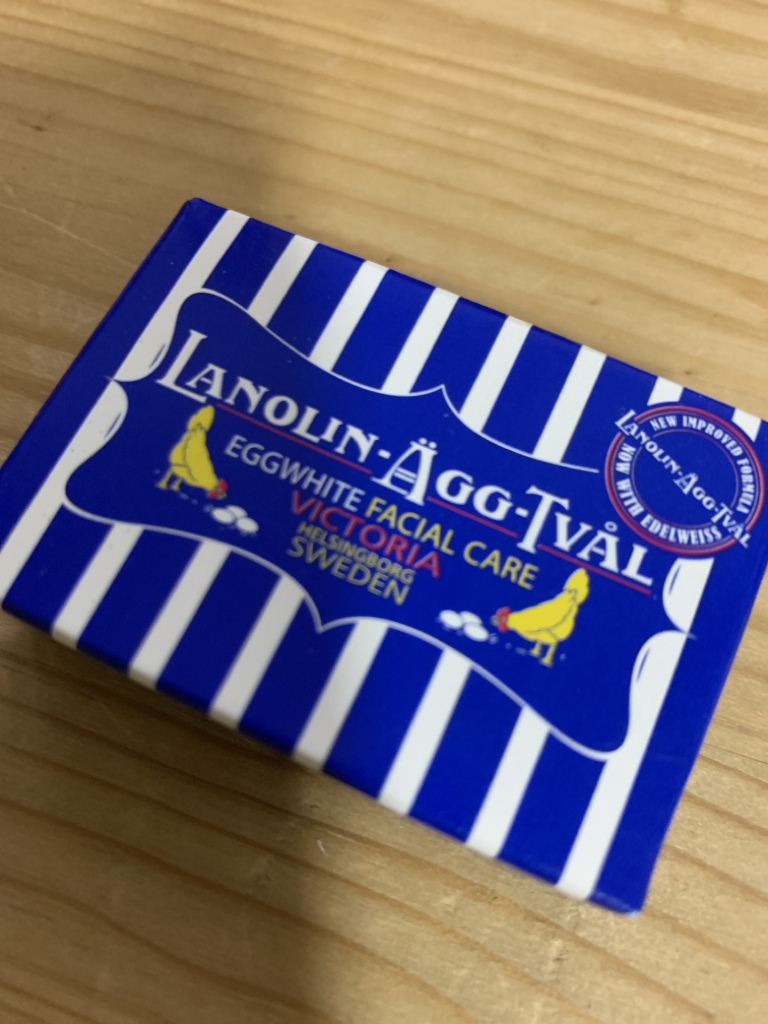 LANOLIN-ÄGG-TVÅL
EGGWHITE FACIAL CARE
VICTORIA
HELSINGBORG
SWEDEN
NEW IMPROVED FORMULA
LANOLIN-ÄGG-TVÅL
NOW WITH EDELWEISS